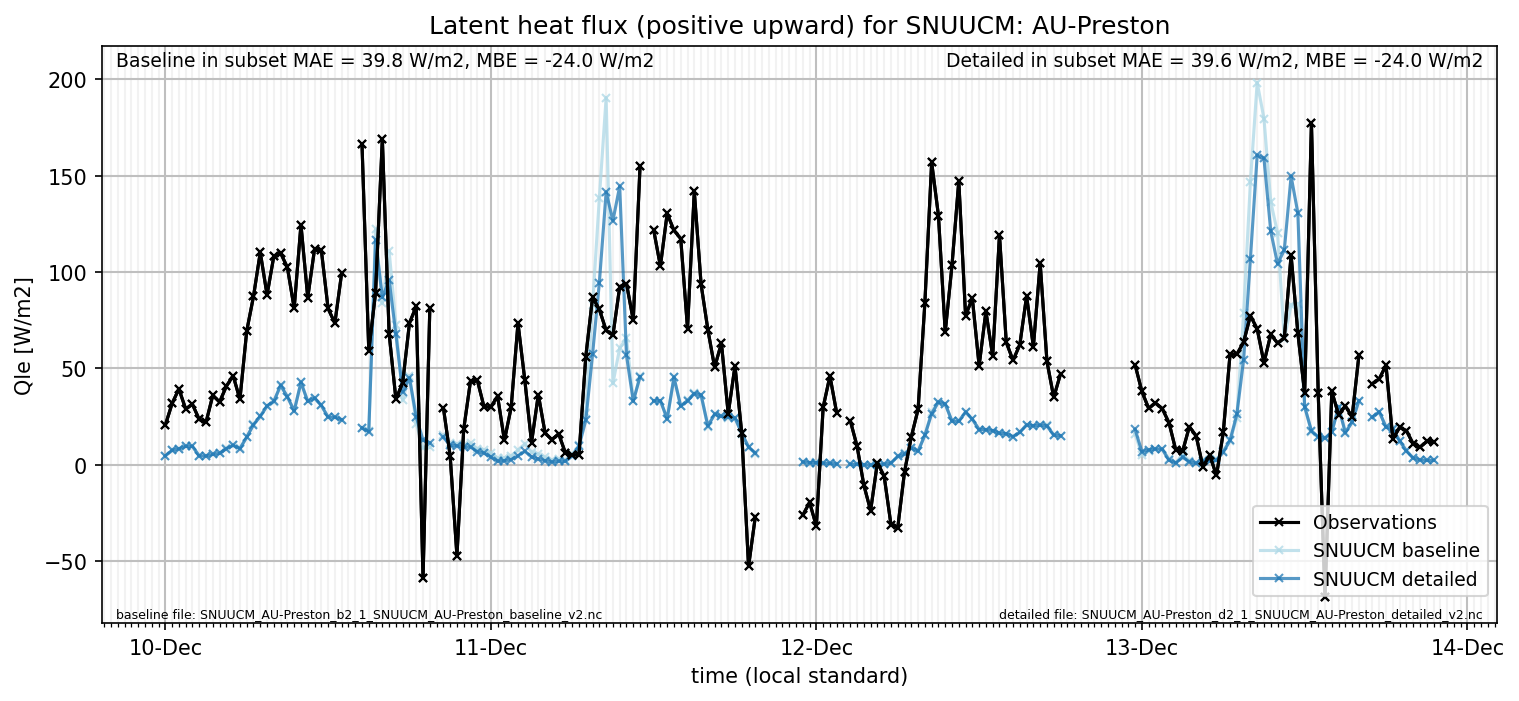 Latent heat flux (positive upward) for SNUUCM: AU-Preston
Baseline in subset MAE = 39.8 W/m2, MBE = -24.0 W/m2
Detailed in subset MAE = 39.6 W/m2, MBE = -24.0 W/m2
Qle [W/m2]
200
150
100
50
0
−50
Observations
SNUUCM baseline
SNUUCM detailed
baseline file: SNUUCM_AU-Preston_b2_1_SNUUCM_AU-Preston_baseline_v2.nc
detailed file: SNUUCM_AU-Preston_d2_1_SNUUCM_AU-Preston_detailed_v2.nc
10-Dec
11-Dec
12-Dec
13-Dec
14-Dec
time (local standard)